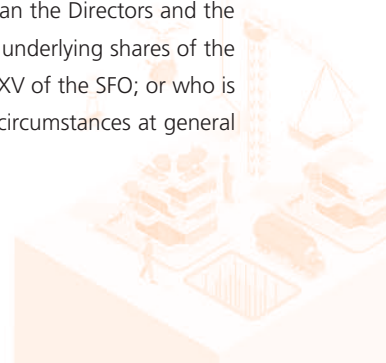 an the Directors and the
underlying shares of the
XV of the SFO; or who is
circumstances at general